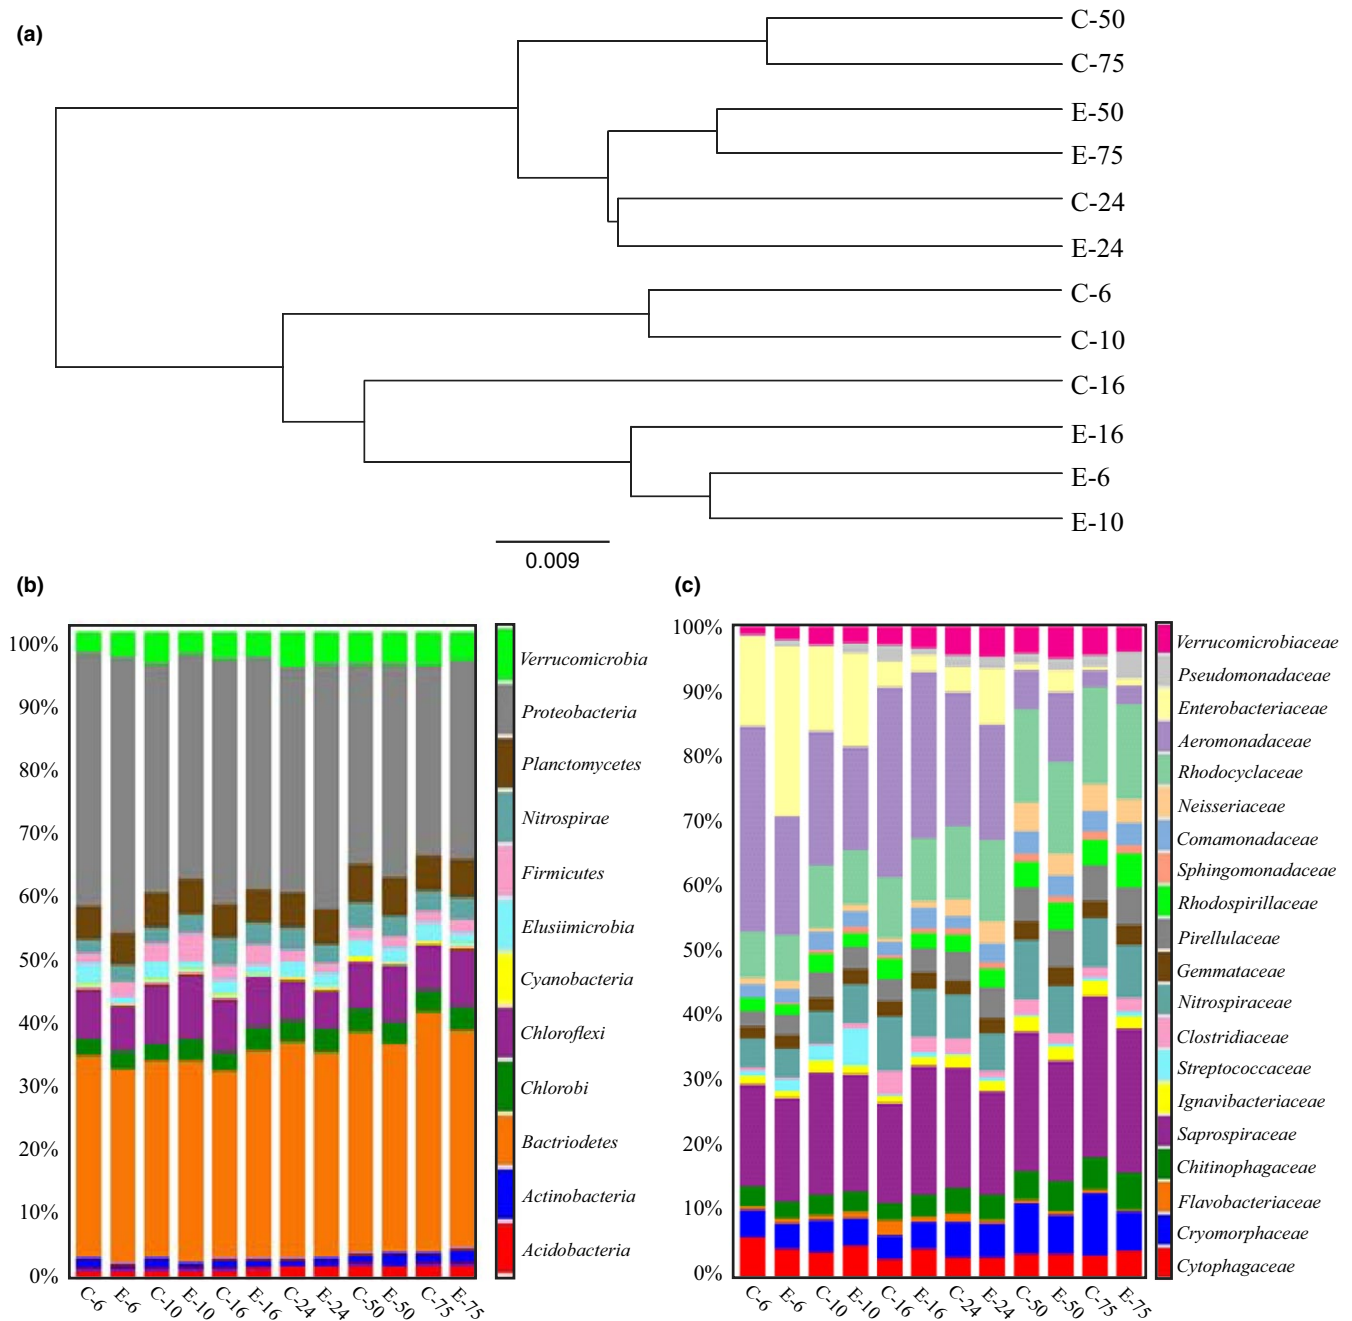 (a)
C-50
C-75
E-50
E-75
C-24
E-24
C-6
C-10
C-16
E-16
E-6
E-10
0.009
(b)
100%
90%
80%
70%
60%
50%
40%
30%
20%
10%
0%
C-6 E-6 C-10 E-10 C-16 E-16 C-24 E-24 C-50 E-50 C-75 E-75
Verrucomicrobia
Proteobacteria
Planctomycetes
Nitrospirae
Firmicutes
Elusiimicrobia
Cyanobacteria
Chloroflexi
Chlorobi
Bactriodetes
Actinobacteria
Acidobacteria
(c)
100%
90%
80%
70%
60%
50%
40%
30%
20%
10%
0%
C-6 E-6 C-10 E-10 C-16 E-16 C-24 E-24 C-50 E-50 C-75 E-75
Verrucomicrobiaceae
Pseudomonadaceae
Enterobacteriaceae
Aeromonadaceae
Rhodocyclaceae
Neisseriaceae
Comamonadaceae
Sphingomonadaceae
Rhodospirillaceae
Pirellulaceae
Gemmataceae
Nitrospiraceae
Clostridiaceae
Streptococcaceae
Ignavibacteriaceae
Saprospiraceae
Chitinophagaceae
Flavobacteriaceae
Cryomorphaceae
Cytophagaceae